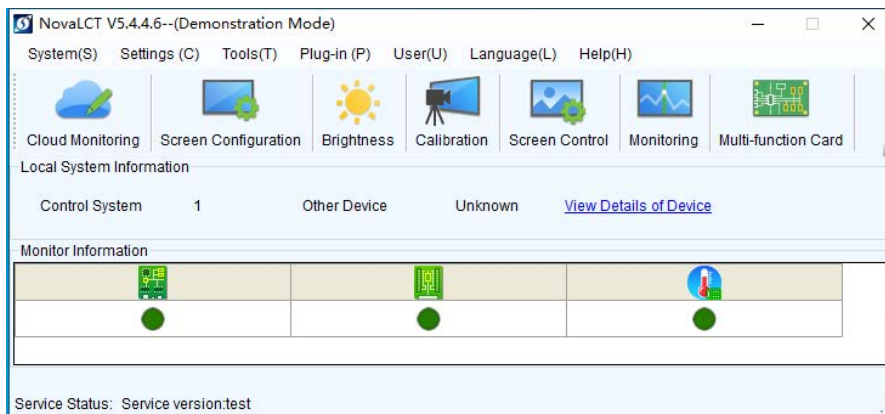 NovaLCT V5.4.4.6--(Demonstration Mode)
System(S) Settings (C) Tools(T) Plug-in (P) User(U) Language(L) Help(H)
Cloud Monitoring Screen Configuration Brightness Calibration Screen Control Monitoring Multi-function Card
Local System Information
Control System 1 Other Device Unknown View Details of Device
Monitor Information
Service Status: Service version:test